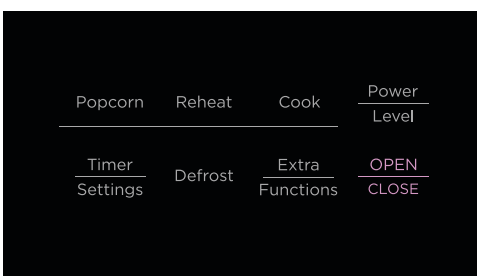 Popcorn Reheat Cook Power
Level
Timer Defrost Extra OPEN
Settings Functions CLOSE